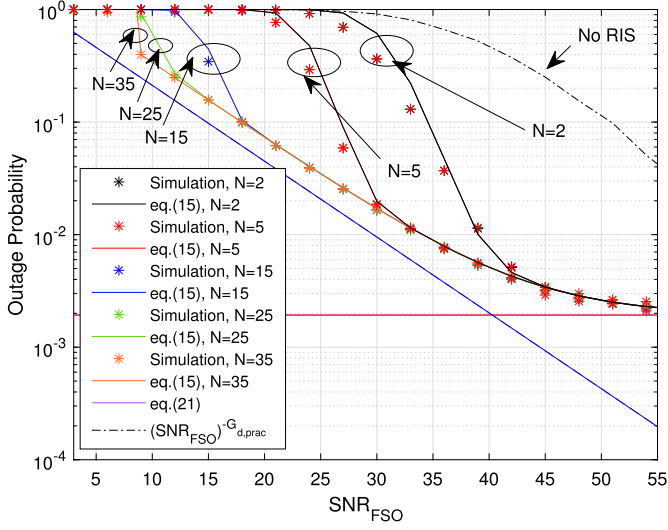 10^0
10^-1
10^-2
10^-3
10^-4
Outage Probability
No RIS
N=35
N=25
N=15
N=5
N=2
Simulation, N=2
eq.(15), N=2
Simulation, N=5
eq.(15), N=5
Simulation, N=15
eq.(15), N=15
Simulation, N=25
eq.(15), N=25
Simulation, N=35
eq.(15), N=35
eq.(21)
(SNR_FSO)^-G_d,prac
5 10 15 20 25 30 35 40 45 50 55
SNR_FSO